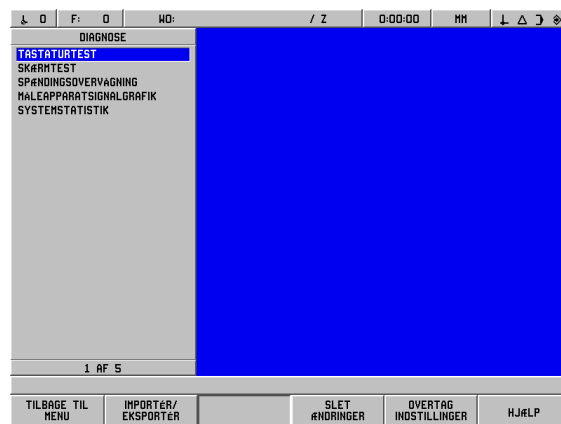 0 F: 0 WO: / Z 0:00:00 MM
DIAGNOSE
TASTATURTEST
SKÆRMTEST
SPÆNDINGSOVERVÅGNING
MÅLEAPPARATSIGNALGRAFIK
SYSTEMSTATISTIK
1 AF 5
TILBAGE TIL MENU
IMPORTÉR/ EKSPORTÉR
SLET ÆNDRINGER
OVERTAG INDSTILLINGER
HJÆLP